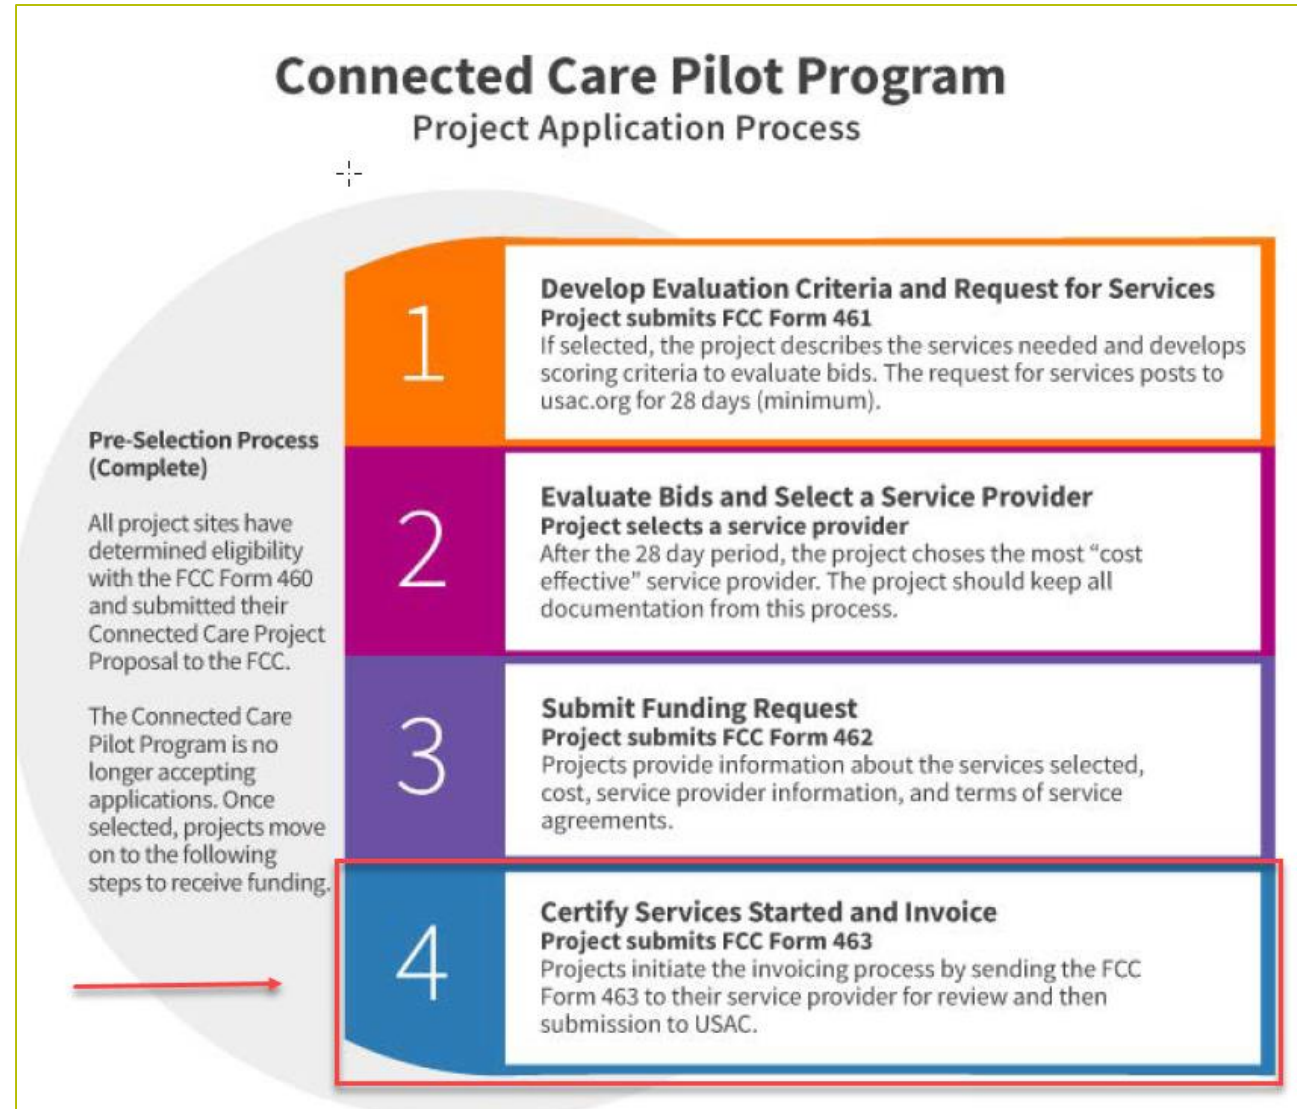 Connected Care Pilot Program
Project Application Process
Pre-Selection Process
(Complete)
All project sites have
determined eligibility
with the FCC Form 460
and submitted their
Connected Care Project
Proposal to the FCC.
The Connected Care
Pilot Program is no
longer accepting
applications. Once
selected, projects move
on to the following
steps to receive funding.
1
Develop Evaluation Criteria and Request for Services
Project submits FCC Form 461
If selected, the project describes the services needed and develops
scoring criteria to evaluate bids. The request for services posts to
usac.org for 28 days (minimum).
2
Evaluate Bids and Select a Service Provider
Project selects a service provider
After the 28 day period, the project choses the most “cost
effective” service provider. The project should keep all
documentation from this process.
3
Submit Funding Request
Project submits FCC Form 462
Projects provide information about the services selected,
cost, service provider information, and terms of service
agreements.
4
Certify Services Started and Invoice
Project submits FCC Form 463
Projects initiate the invoicing process by sending the FCC
Form 463 to their service provider for review and then
submission to USAC.